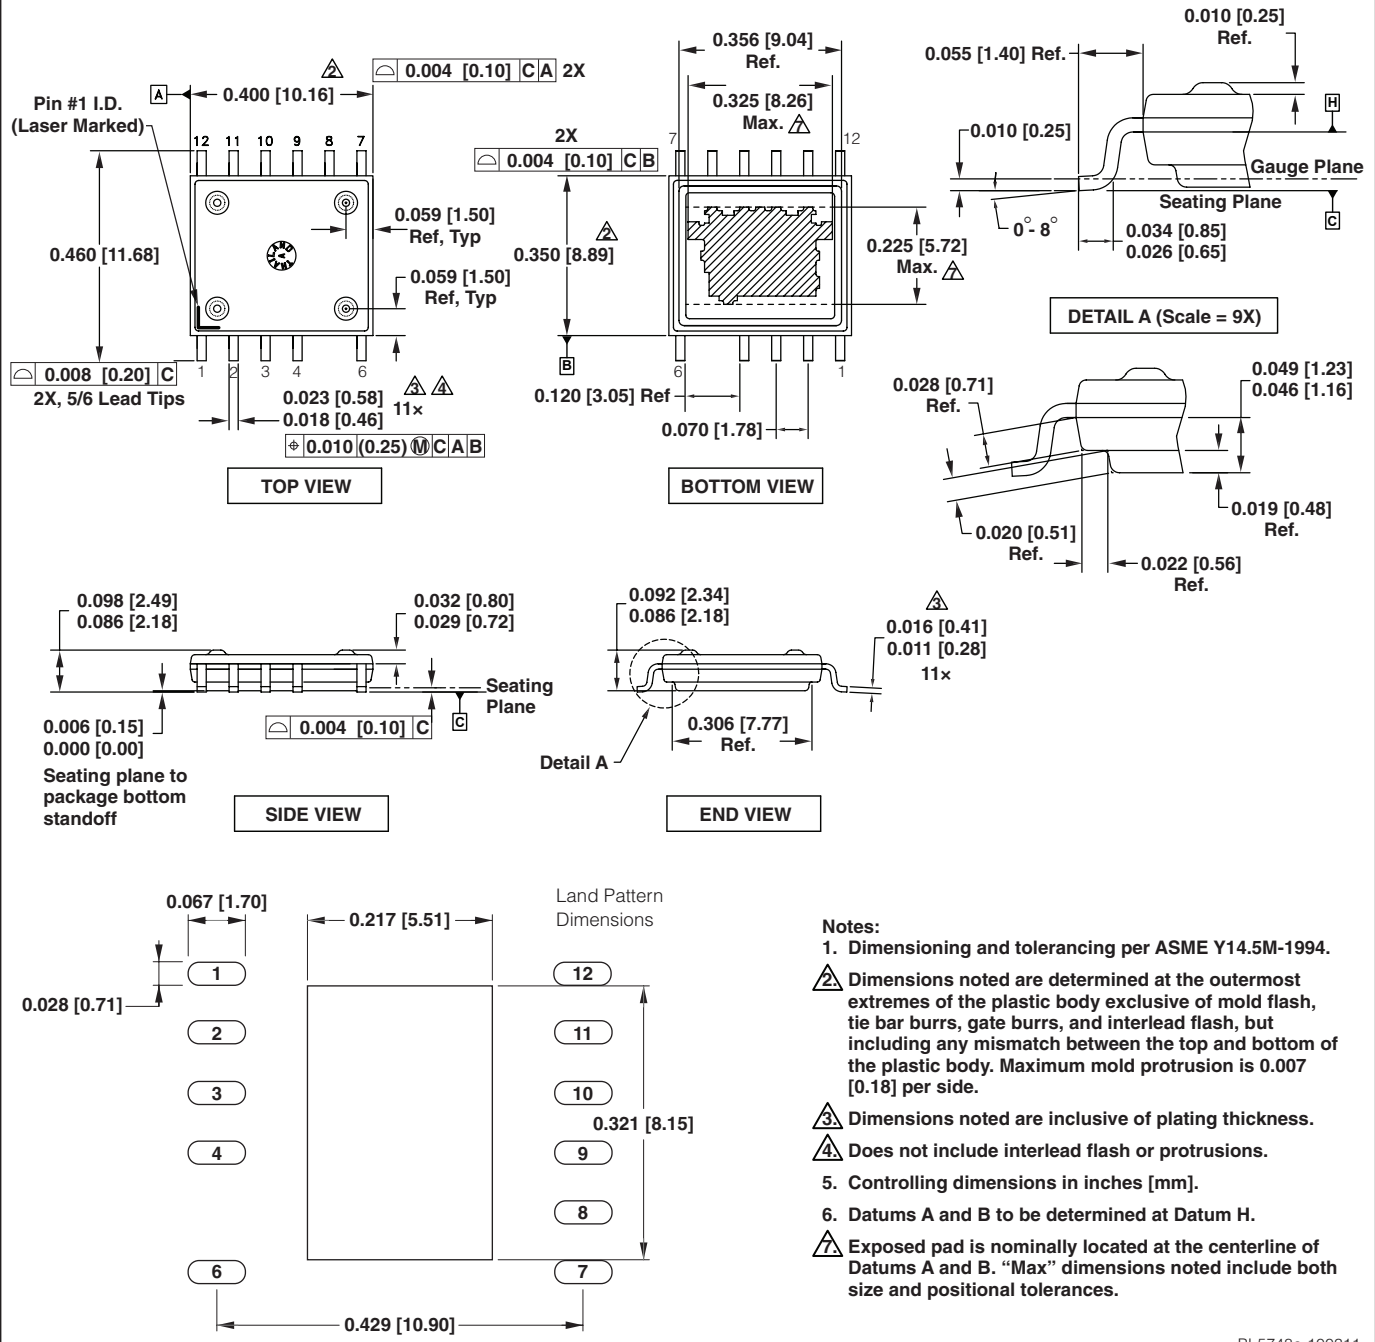 0.010 [0.25]
Ref.
0.356 [9.04]
Ref.
0.055 [1.40] Ref.
2
0.004 [0.10] C A 2X
A
0.400 [10.16]
Pin #1 I.D.
(Laser Marked)
0.325 [8.26]
Max. 7
H
2X
0.004 [0.10] C B
0.010 [0.25]
12 11 10 9 8 7
7 12
Gauge Plane
Seating Plane
C
0.059 [1.50]
Ref, Typ
0.460 [11.68]
2
0.350 [8.89]
0.225 [5.72]
Max. 7
0° - 8°
0.034 [0.85]
0.026 [0.65]
0.059 [1.50]
Ref, Typ
DETAIL A (Scale = 9X)
B
1 2 3 4 6
6 1
0.008 [0.20] C
2X, 5/6 Lead Tips
0.023 [0.58]
0.018 [0.46]
11×
3 4
0.010 (0.25) M C A B
0.120 [3.05] Ref
0.070 [1.78]
0.028 [0.71]
Ref.
0.049 [1.23]
0.046 [1.16]
TOP VIEW
BOTTOM VIEW
0.019 [0.48]
Ref.
0.020 [0.51]
Ref.
0.022 [0.56]
Ref.
0.098 [2.49]
0.086 [2.18]
0.032 [0.80]
0.029 [0.72]
0.092 [2.34]
0.086 [2.18]
3
0.016 [0.41]
0.011 [0.28]
11×
Seating
Plane
C
0.004 [0.10] C
0.006 [0.15]
0.000 [0.00]
Seating plane to
package bottom
standoff
0.306 [7.77]
Ref.
Detail A
SIDE VIEW
END VIEW
0.067 [1.70]
0.217 [5.51]
Land Pattern
Dimensions
0.028 [0.71]
1
2
3
4
6
12
11
10
9
8
7
0.321 [8.15]
0.429 [10.90]
Notes:
1. Dimensioning and tolerancing per ASME Y14.5M-1994.
2. Dimensions noted are determined at the outermost
extremes of the plastic body exclusive of mold flash,
tie bar burrs, gate burrs, and interlead flash, but
including any mismatch between the top and bottom of
the plastic body. Maximum mold protrusion is 0.007
[0.18] per side.
3. Dimensions noted are inclusive of plating thickness.
4. Does not include interlead flash or protrusions.
5. Controlling dimensions in inches [mm].
6. Datums A and B to be determined at Datum H.
7. Exposed pad is nominally located at the centerline of
Datums A and B. “Max” dimensions noted include both
size and positional tolerances.